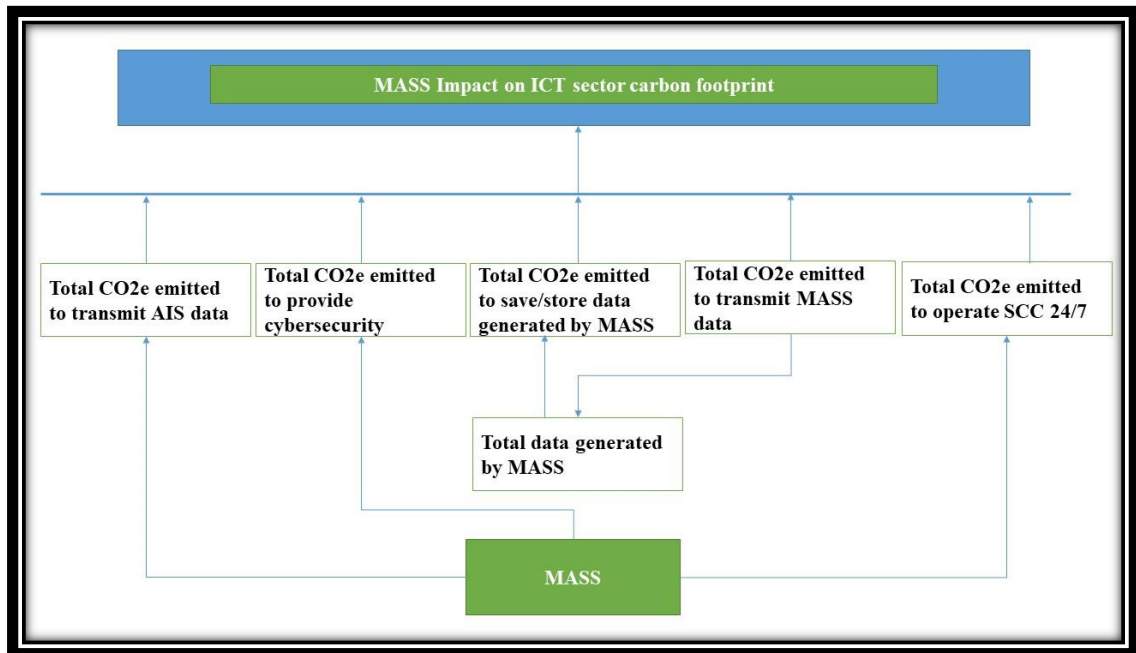 MASS Impact on ICT sector carbon footprint
Total CO2e emitted
to transmit AIS data
Total CO2e emitted
to provide
cybersecurity
Total CO2e emitted
to save/store data
generated by MASS
Total CO2e emitted
to transmit MASS
data
Total CO2e emitted
to operate SCC 24/7
Total data generated
by MASS
MASS